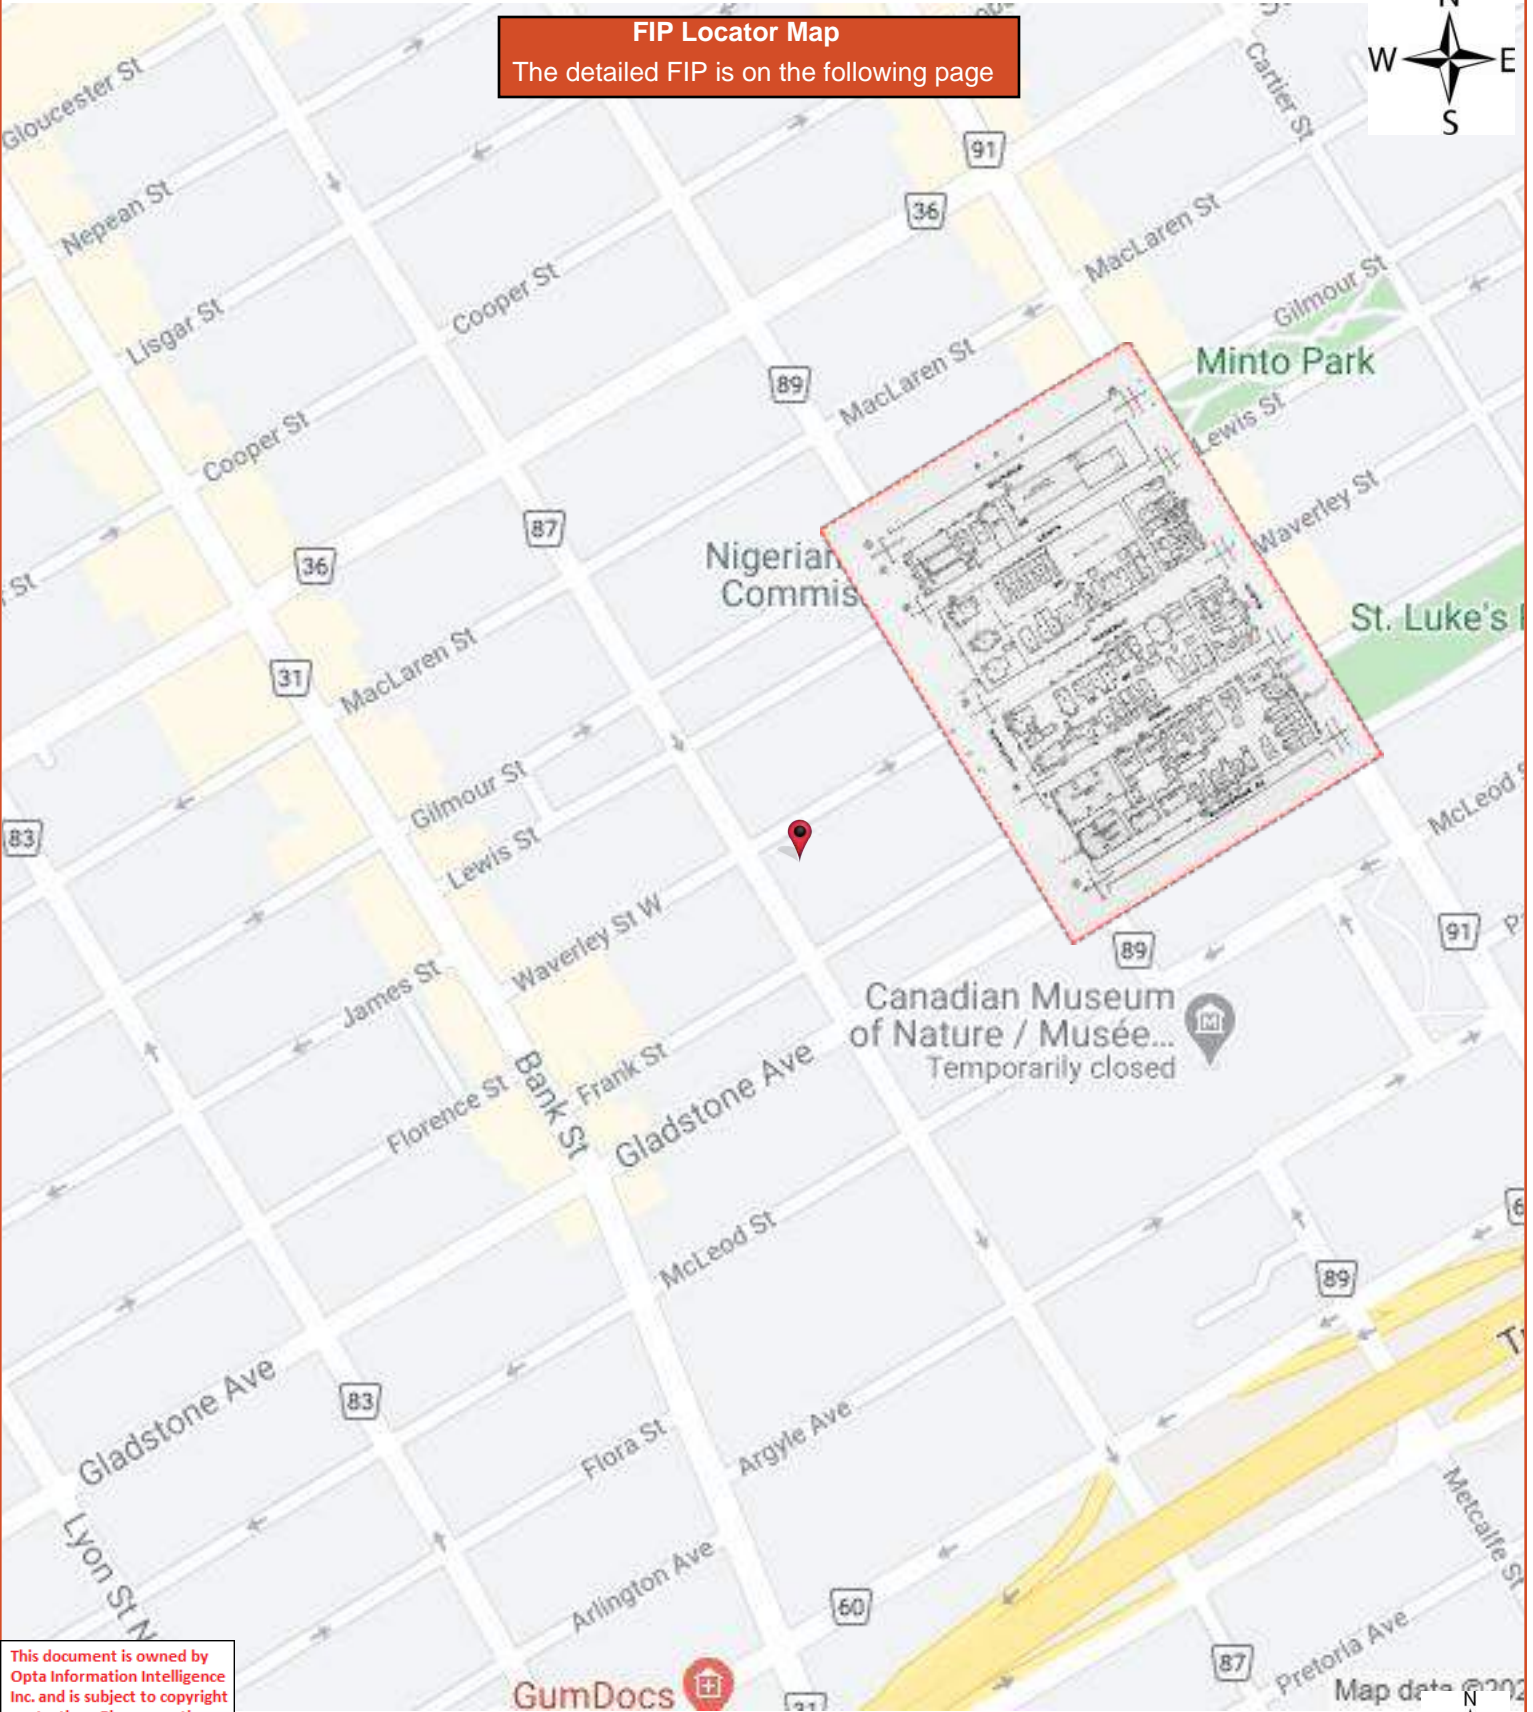 FIP Locator Map
The detailed FIP is on the following page
N
W
E
S
Gloucester St
Nepean St
Lisgar St
Cooper St
Cooper St
Cartier St
91
36
MacLaren St
Gilmour St
Minto Park
MacLaren St
89
Lewis St
Waverley St
87
Nigerian
Commis
36
St
St. Luke's
31
MacLaren St
McLeod
Gilmour St
Lewis St
83
Waverley St W
91
89
James St
Canadian Museum
of Nature / Musée...
Temporarily closed
Bank St
Frank St
Florence St
Gladstone Ave
McLeod St
89
Gladstone Ave
83
Flora St
Argyle Ave
Metcalfe St
Lyon St N
Arlington Ave
60
87
Pretoria Ave
GumDocs
31
Map data ©202
N
This document is owned by
Opta Information Intelligence
Inc. and is subject to copyright